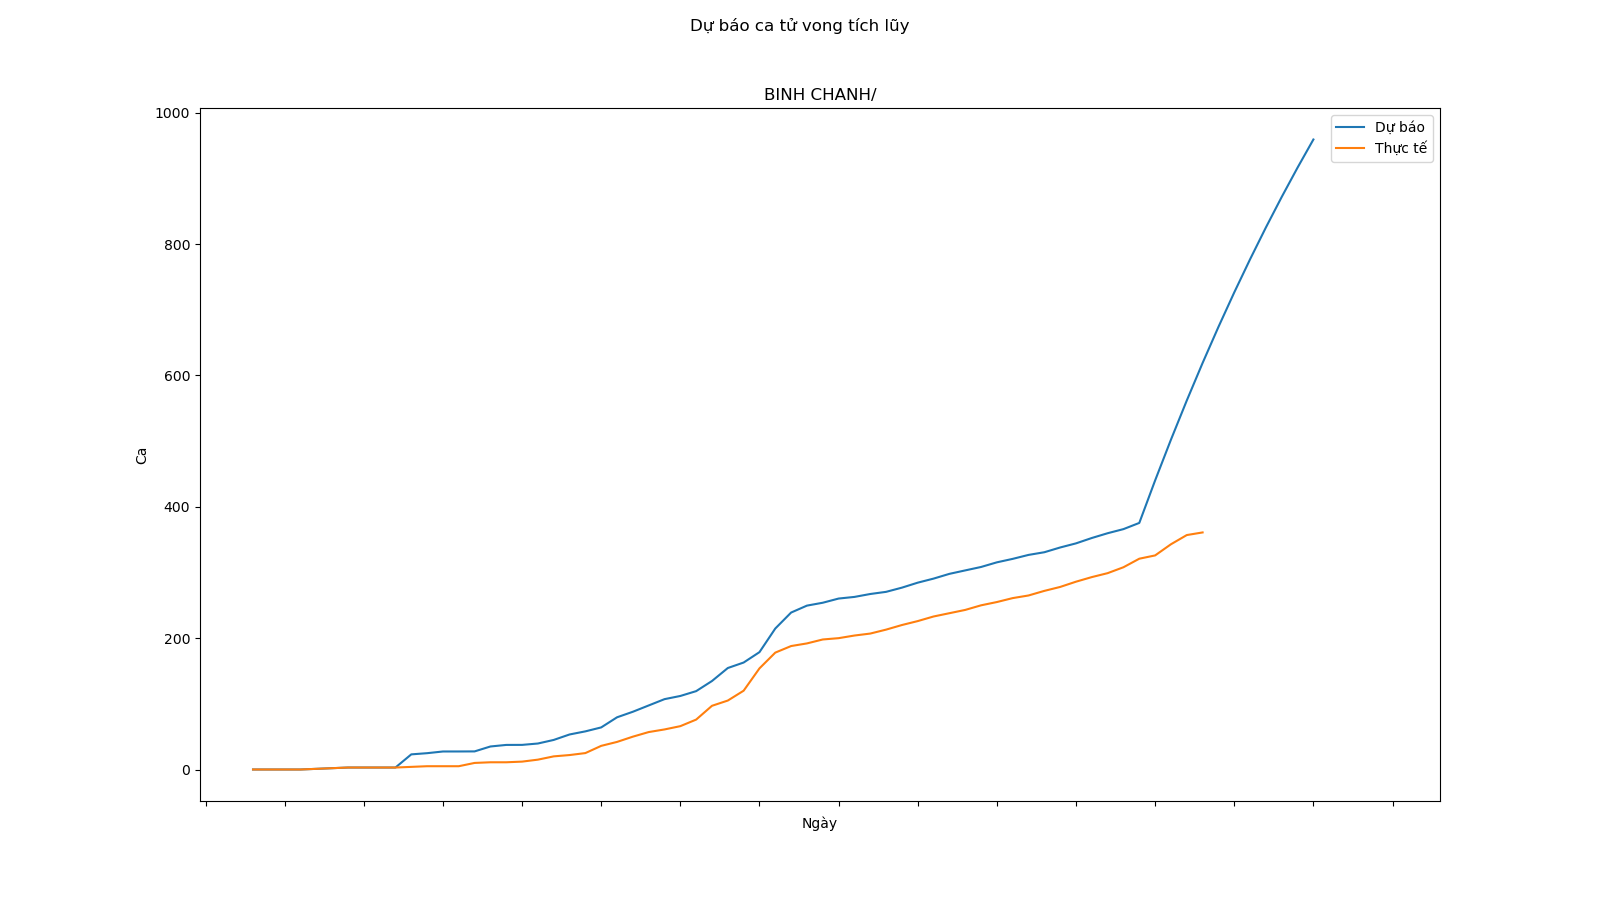 Dự báo ca tử vong tích lũy
BINH CHANH/
1000
800
600
400
200
0
Ca
Ngày
Dự báo
Thực tế